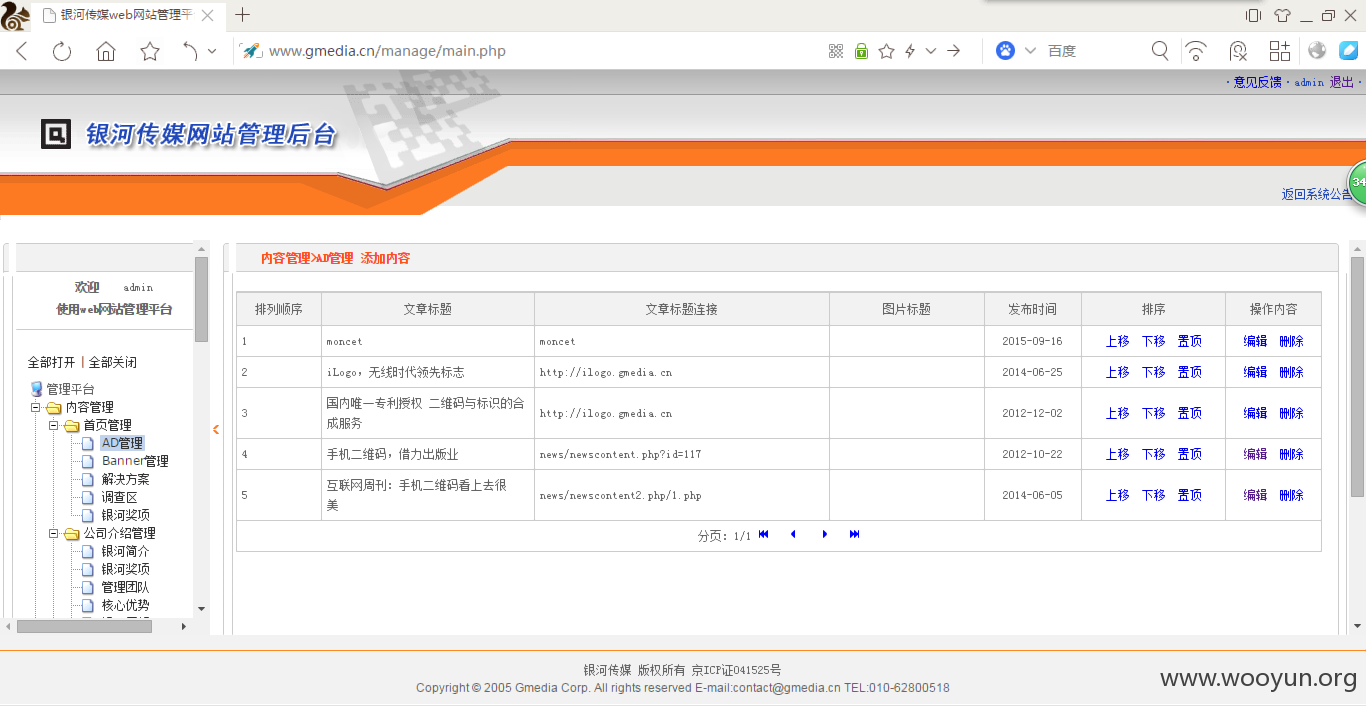 银河传媒web网站管理平
www.gmedia.cn/manage/main.php
百度
·意见反馈·admin 退出·
银河传媒网站管理后台
34
返回系统公告
欢迎 admin
使用web网站管理平台
全部打开 | 全部关闭
管理平台
内容管理
首页管理
AD管理
Banner管理
解决方案
调查区
银河奖项
公司介绍管理
银河简介
银河奖项
管理团队
核心优势
内容管理>AD管理 添加内容
排列顺序 文章标题 文章标题连接 图片标题 发布时间 排序 操作内容
1 moncet moncet 2015-09-16 上移 下移 置顶 编辑 删除
2 iLogo，无线时代领先标志 http://ilogo.gmedia.cn 2014-06-25 上移 下移 置顶 编辑 删除
3 国内唯一专利授权 二维码与标识的合
成服务 http://ilogo.gmedia.cn 2012-12-02 上移 下移 置顶 编辑 删除
4 手机二维码，借力出版业 news/newscontent.php?id=117 2012-10-22 上移 下移 置顶 编辑 删除
5 互联网周刊：手机二维码看上去很
美 news/newscontent2.php/1.php 2014-06-05 上移 下移 置顶 编辑 删除
分页：1/1
银河传媒 版权所有 京ICP证041525号
Copyright © 2005 Gmedia Corp. All rights reserved E-mail:contact@gmedia.cn TEL:010-62800518
www.wooyun.org